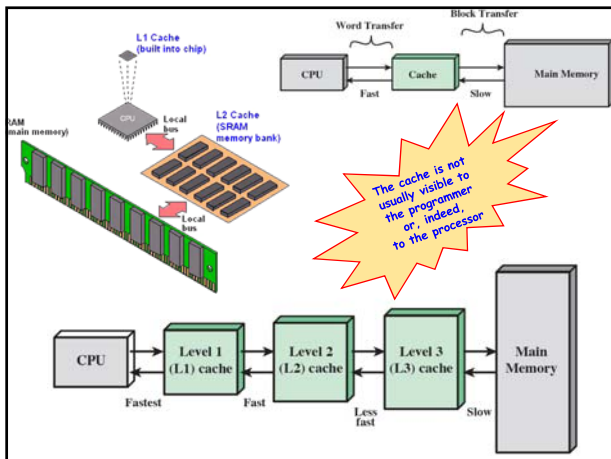 L1 Cache
(built into chip)
CPU
Local
bus
L2 Cache
(SRAM
memory bank)
RAM
main memory)
Local
bus
Word Transfer
Block Transfer
CPU
Cache
Main Memory
Fast
Slow
The cache is not
usually visible to
the programmer
or, indeed,
to the processor
CPU
Level 1
(L1) cache
Level 2
(L2) cache
Level 3
(L3) cache
Main
Memory
Fastest
Fast
Less
fast
Slow